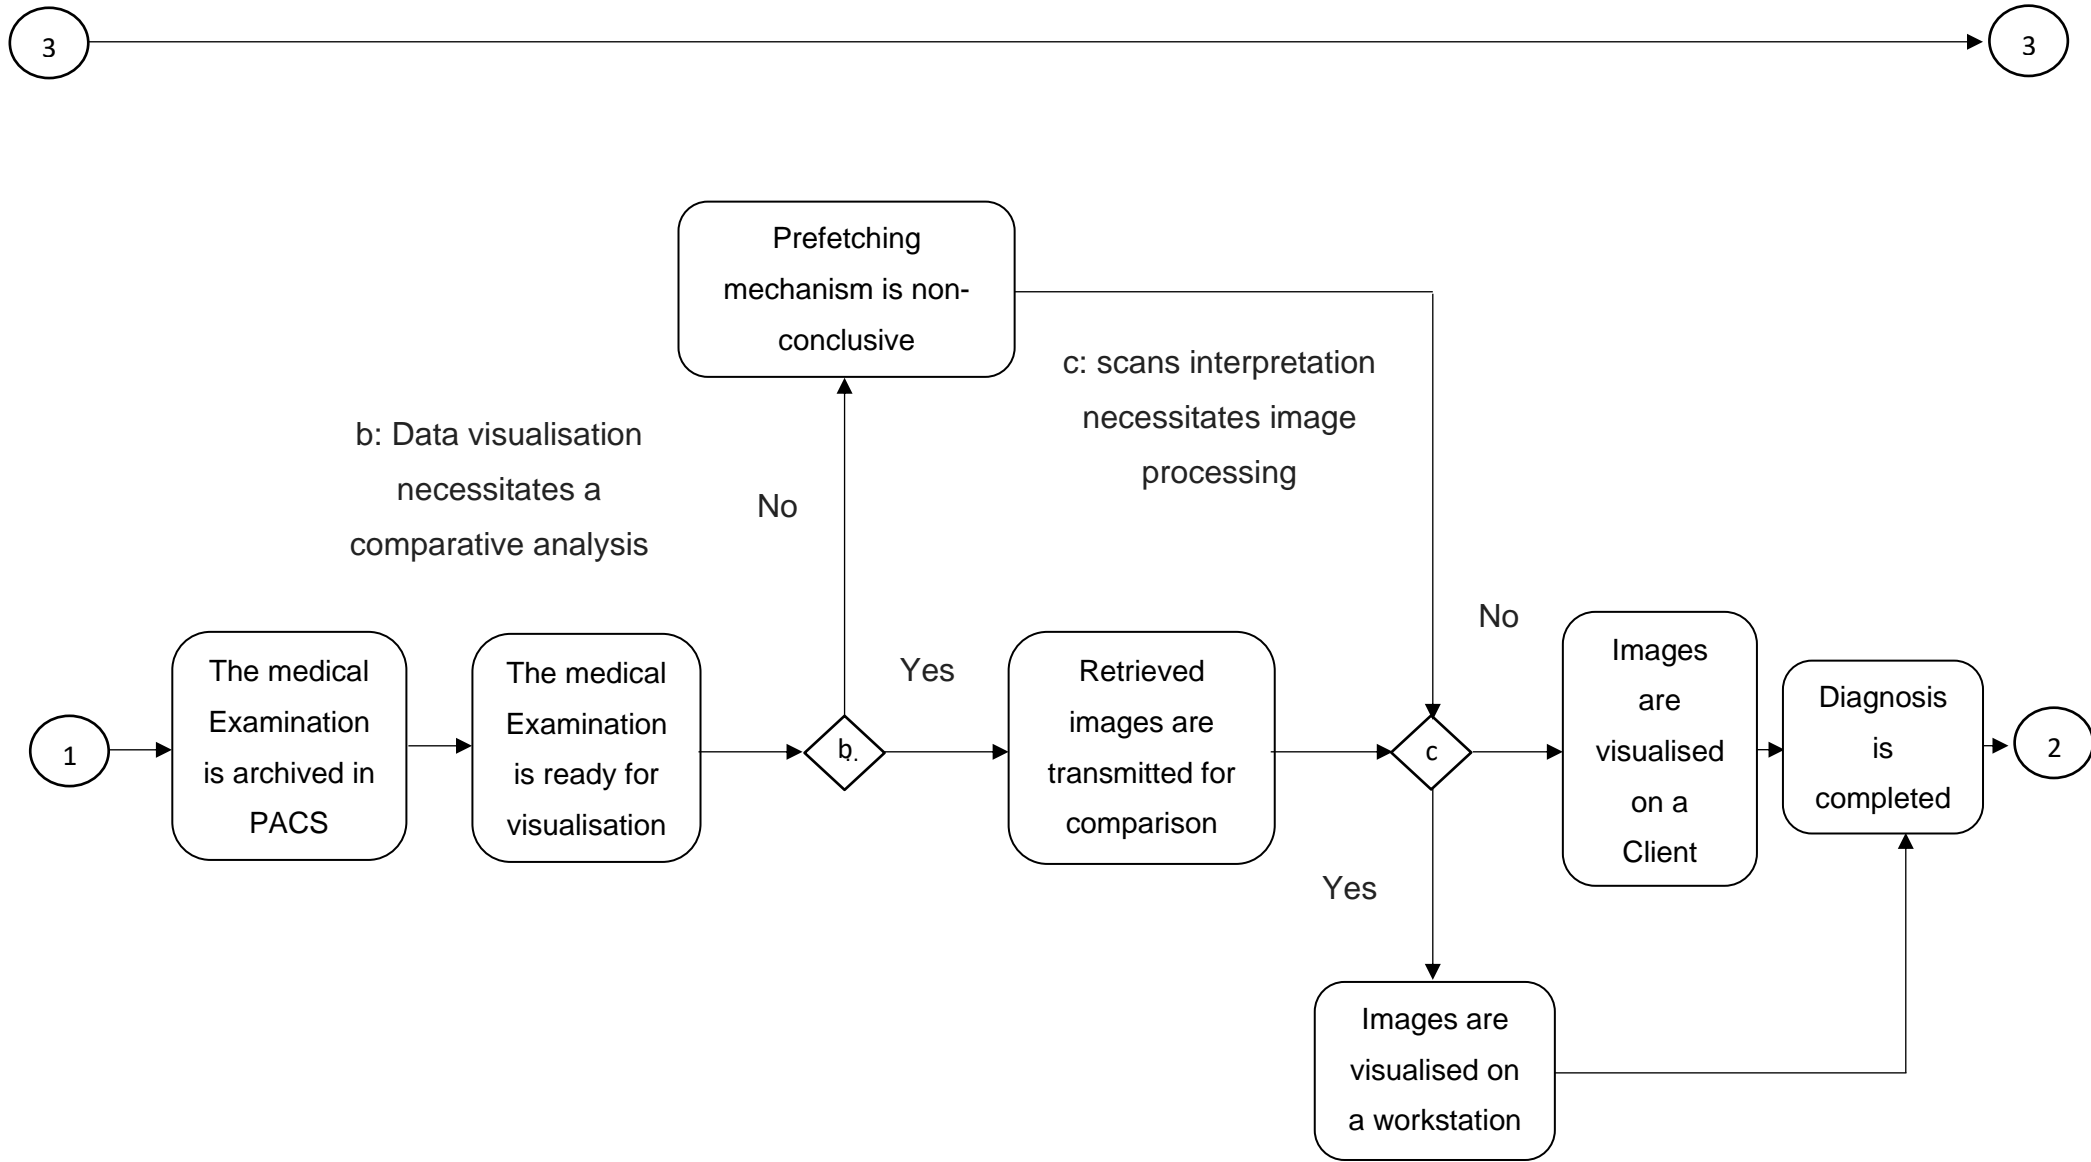 3
3
Prefetching
mechanism is non-
conclusive
c: scans interpretation
necessitates image
processing
b: Data visualisation
necessitates a
comparative analysis
No
No
Yes
1
The medical
Examination
is archived in
PACS
The medical
Examination
is ready for
visualisation
b..
Retrieved
images are
transmitted for
comparison
c
Images
are
visualised
on a
Client
Diagnosis
is
completed
2
Yes
Images are
visualised on
a workstation